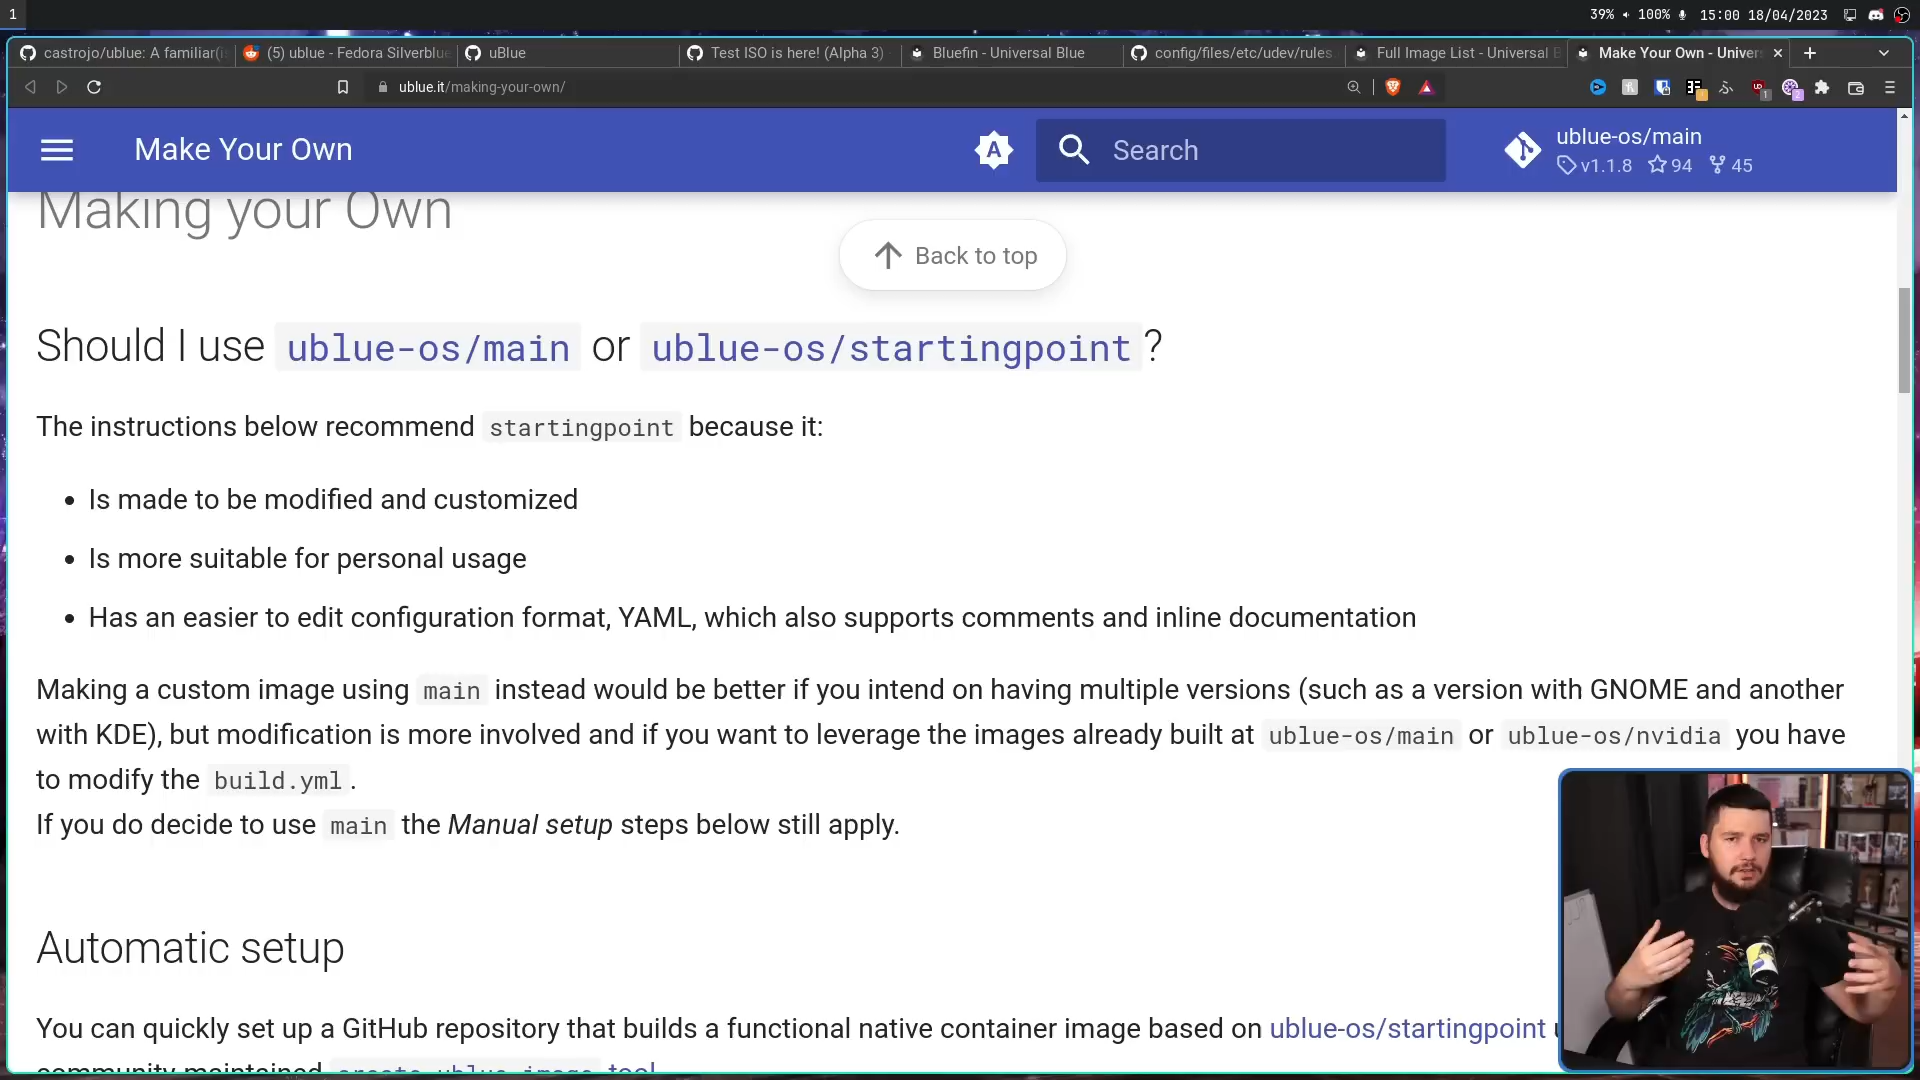 1
39% 100% 15:00 18/04/2023
castrojo/ublue: A familiar(i
(5) ublue - Fedora Silverblue
uBlue
Test ISO is here! (Alpha 3)
Bluefin - Universal Blue
config/files/etc/udev/rules.
Full Image List - Universal B
Make Your Own - Univer
ublue.it/making-your-own/
Make Your Own
A
Search
ublue-os/main
v1.1.8 94 45
Making your Own
Back to top
Should I use ublue-os/main or ublue-os/startingpoint?
The instructions below recommend startingpoint because it:
• Is made to be modified and customized
• Is more suitable for personal usage
• Has an easier to edit configuration format, YAML, which also supports comments and inline documentation
Making a custom image using main instead would be better if you intend on having multiple versions (such as a version with GNOME and another
with KDE), but modification is more involved and if you want to leverage the images already built at ublue-os/main or ublue-os/nvidia you have
to modify the build.yml.
If you do decide to use main the Manual setup steps below still apply.
Automatic setup
You can quickly set up a GitHub repository that builds a functional native container image based on ublue-os/startingpoint
community maintained create-ublue-image tool